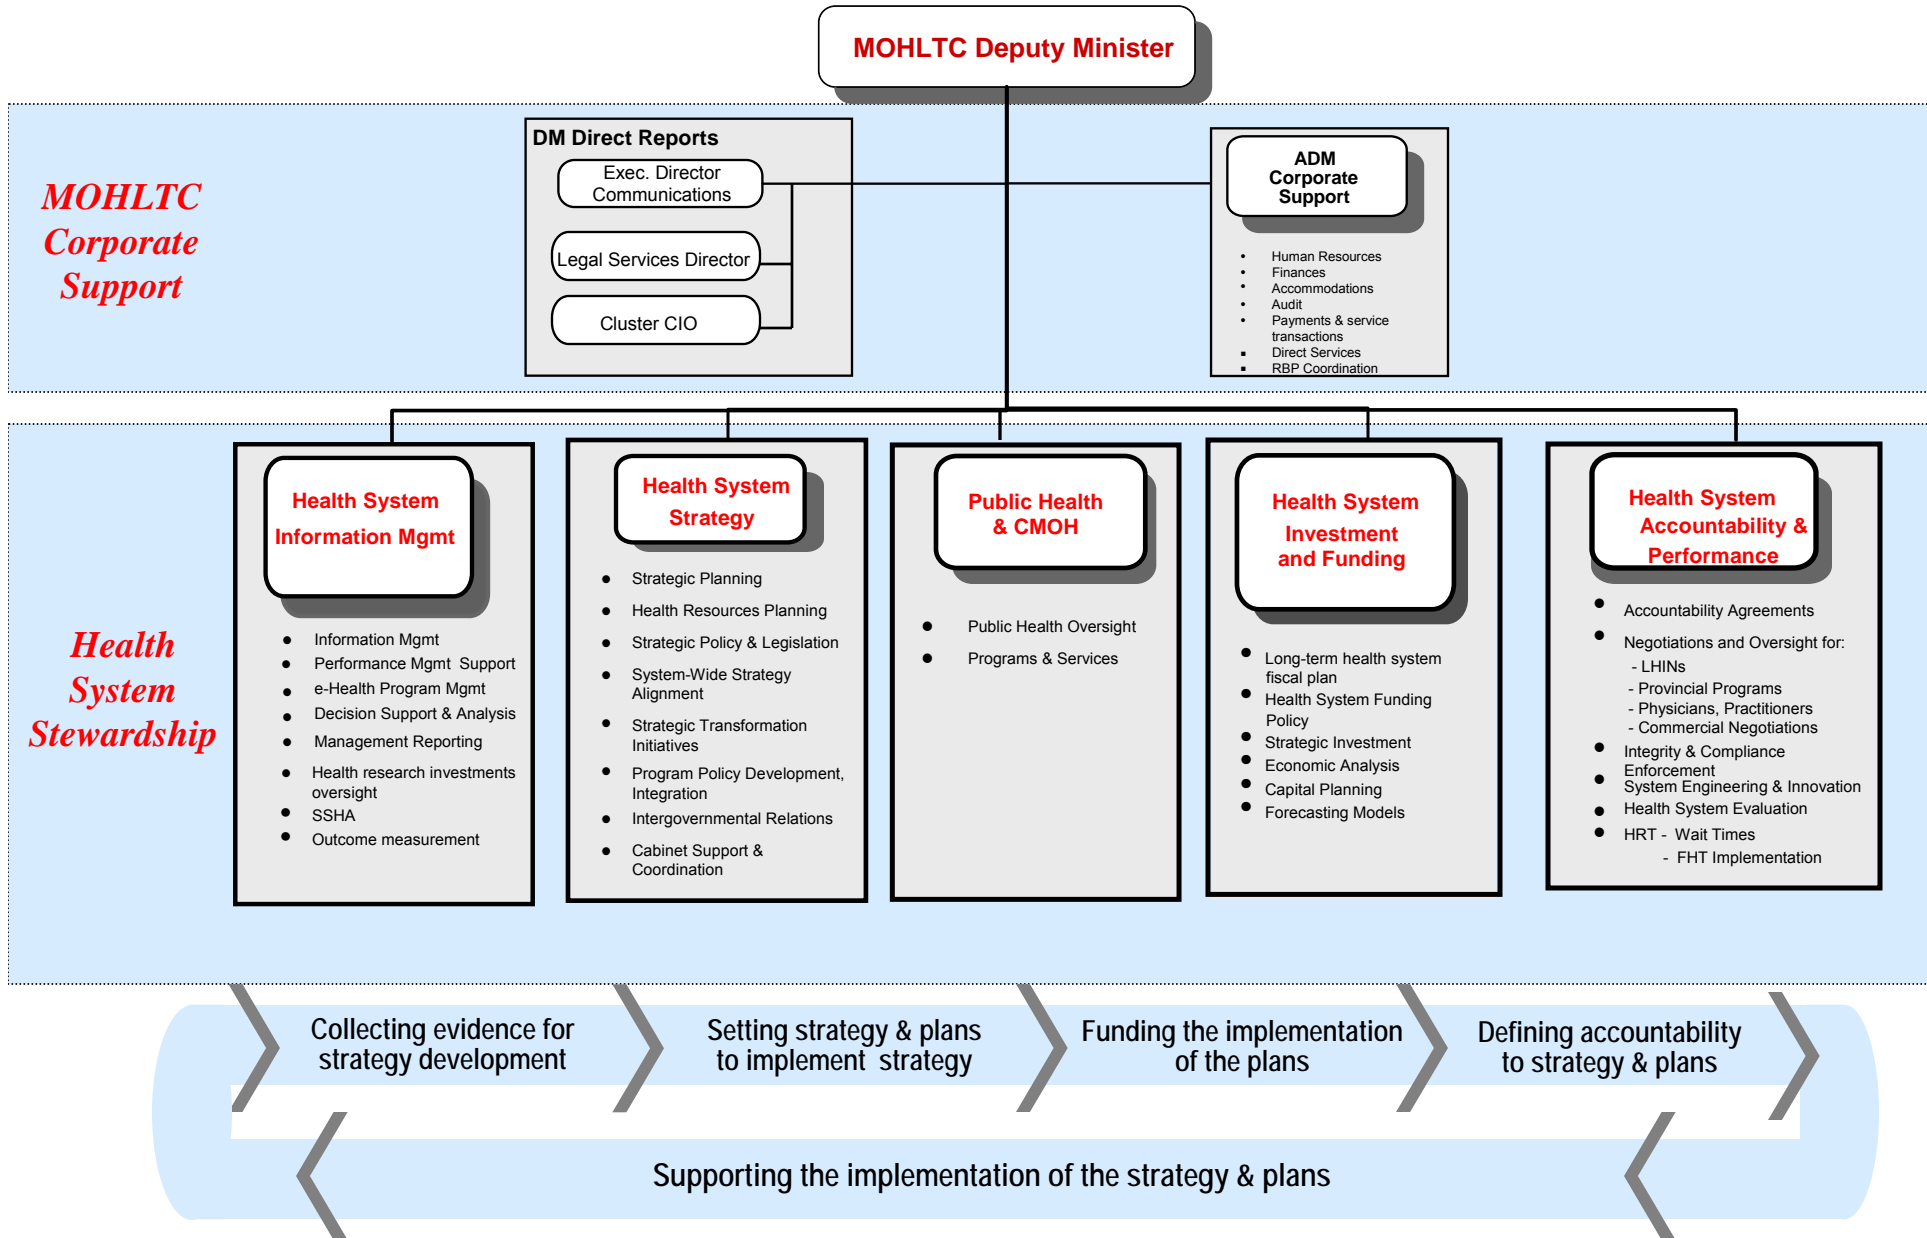 MOHLTC Deputy Minister
MOHLTC
Corporate
Support
DM Direct Reports
Exec. Director
Communications
Legal Services Director
Cluster CIO
ADM
Corporate
Support
• Human Resources
• Finances
• Accommodations
• Audit
• Payments & service
transactions
▪ Direct Services
▪ RBP Coordination
Health
System
Stewardship
Health System
Information Mgmt
● Information Mgmt
● Performance Mgmt Support
● e-Health Program Mgmt
● Decision Support & Analysis
● Management Reporting
● Health research investments
oversight
● SSHA
● Outcome measurement
Health System
Strategy
● Strategic Planning
● Health Resources Planning
● Strategic Policy & Legislation
● System-Wide Strategy
Alignment
● Strategic Transformation
Initiatives
● Program Policy Development,
Integration
● Intergovernmental Relations
● Cabinet Support &
Coordination
Public Health
& CMOH
● Public Health Oversight
● Programs & Services
Health System
Investment
and Funding
● Long-term health system
fiscal plan
● Health System Funding
Policy
● Strategic Investment
● Economic Analysis
● Capital Planning
● Forecasting Models
Health System
Accountability &
Performance
● Accountability Agreements
● Negotiations and Oversight for:
- LHINs
- Provincial Programs
- Physicians, Practitioners
- Commercial Negotiations
● Integrity & Compliance
Enforcement
● System Engineering & Innovation
● Health System Evaluation
● HRT - Wait Times
- FHT Implementation
Collecting evidence for
strategy development
Setting strategy & plans
to implement strategy
Funding the implementation
of the plans
Defining accountability
to strategy & plans
Supporting the implementation of the strategy & plans